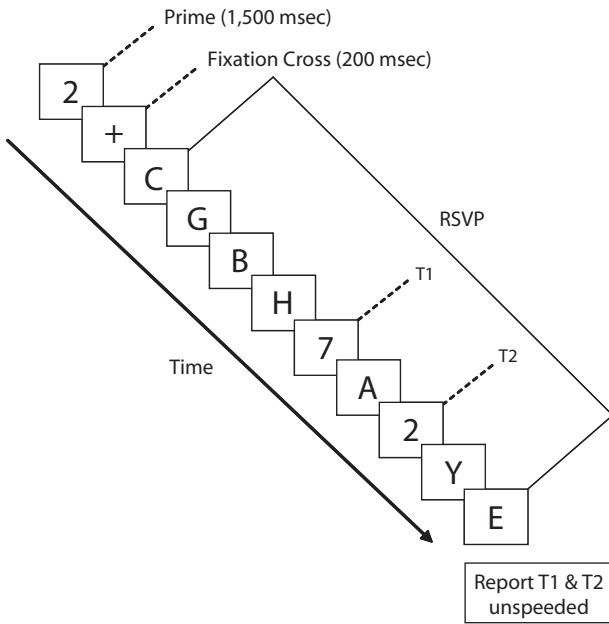 Prime (1,500 msec)
2
Fixation Cross (200 msec)
+
C
G
RSVP
B
H
T1
7
Time
A
T2
2
Y
E
Report T1 & T2
unspeeded